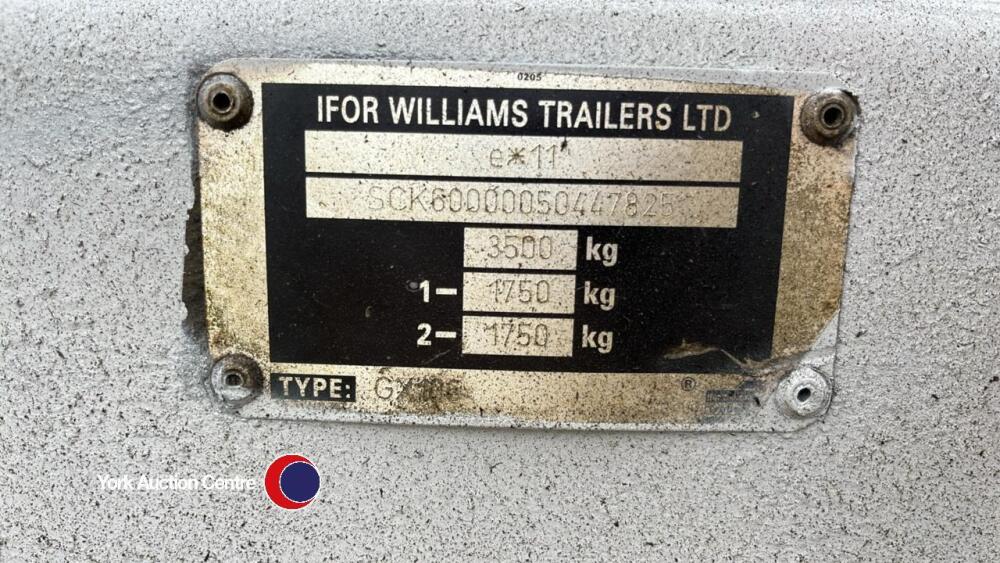 0205
IFOR WILLIAMS TRAILERS LTD
e*11
SCK60000050447825
3500 kg
1- 1750 kg
2- 1750 kg
TYPE: ®
York Auction Centre